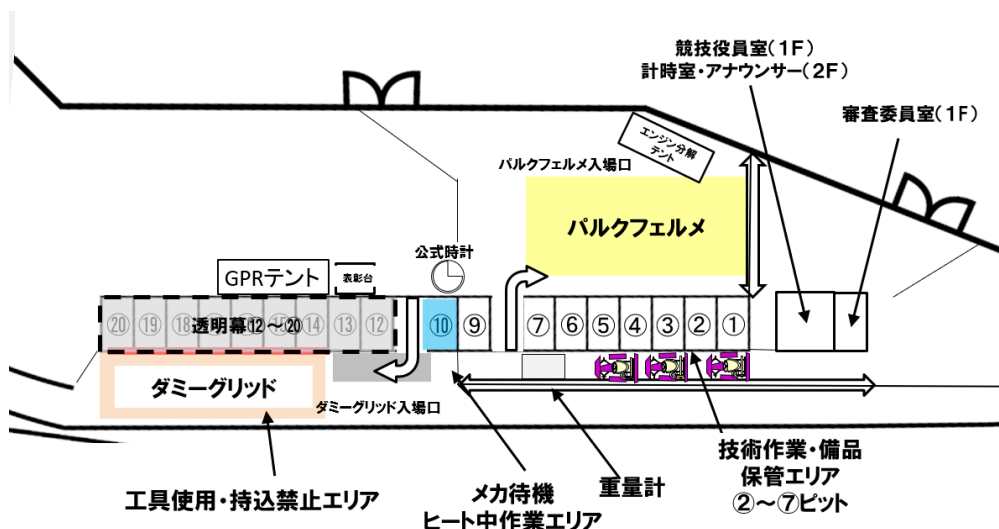 競技役員室(1F)
計時室・アナウンサー(2F)
審査委員室(1F)
エンジン分解
テント
パルクフェルメ入場口
パルクフェルメ
公式時計
GPRテント
表彰台
⑳ ⑲ ⑱ ⑮ ⑭ ⑬ ⑫ ⑩ ⑨ ⑦ ⑥ ⑤ ④ ③ ② ①
透明幕⑫～⑳
ダミーグリッド
ダミーグリッド入場口
工具使用・持込禁止エリア
メカ待機
ヒート中作業エリア
重量計
技術作業・備品
保管エリア
②～⑦ピット